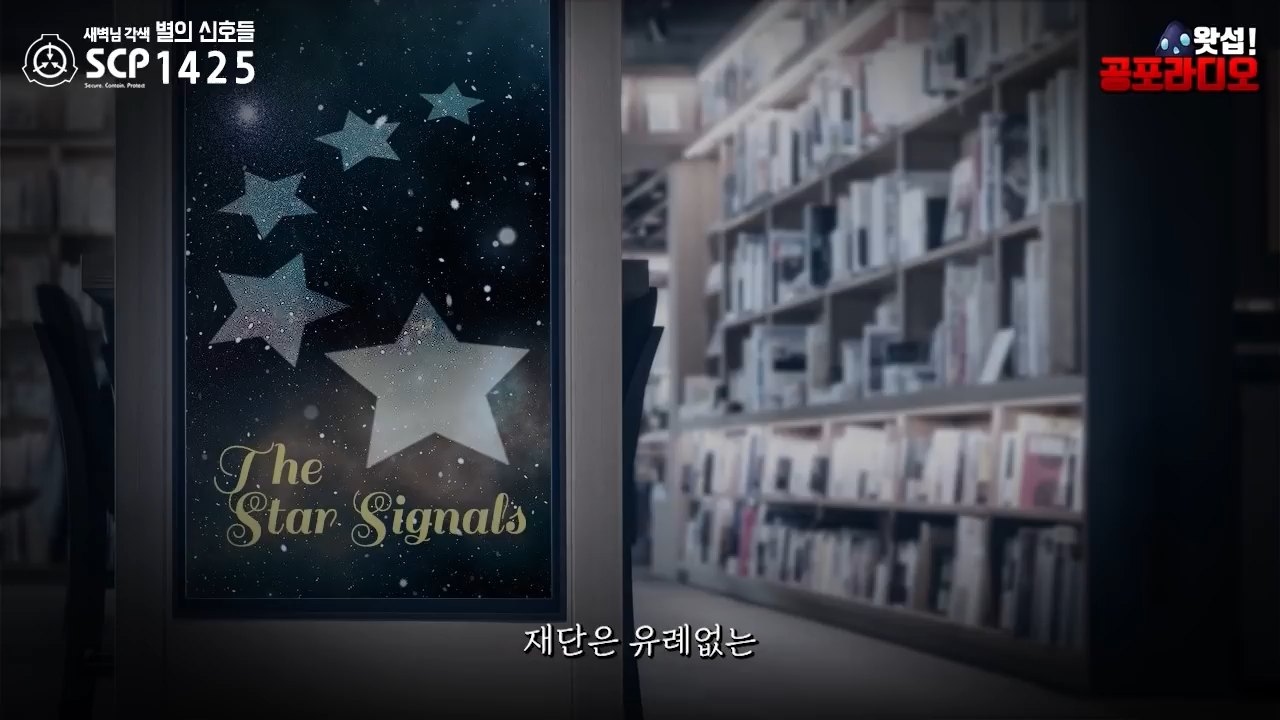 새벽님 각색 별의 신호들
SCP 1425
Secure. Contain. Protect
왓섭!
공포라디오
The
Star Signals
재단은 유례없는